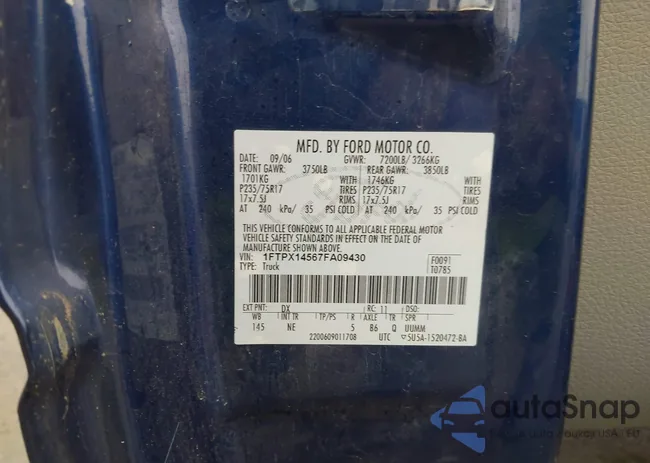 MFD. BY FORD MOTOR CO.
DATE: 09/06 GVWR: 7200LB/ 3266KG
FRONT GAWR: 3750LB REAR GAWR: 3850LB
1701KG WITH 1746KG WITH
P235/75R17 TIRES P235/75R17 TIRES
17x7.5J RIMS 17x7.5J RIMS
AT 240 kPa/ 35 PSI COLD AT 240 kPa/ 35 PSI COLD
THIS VEHICLE CONFORMS TO ALL APPLICABLE FEDERAL MOTOR
VEHICLE SAFETY STANDARDS IN EFFECT ON THE DATE OF
MANUFACTURE SHOWN ABOVE.
VIN: 1FTPX14567FA09430 F0091
TYPE: Truck T0785
EXT PNT: DX RC: 11 DSO:
WB INT TR TP/PS R AXLE TR SPR
145 NE 5 B6 Q UUMM
2200609011708 UTC ▽5U5A-1520472-BA
autoSnap